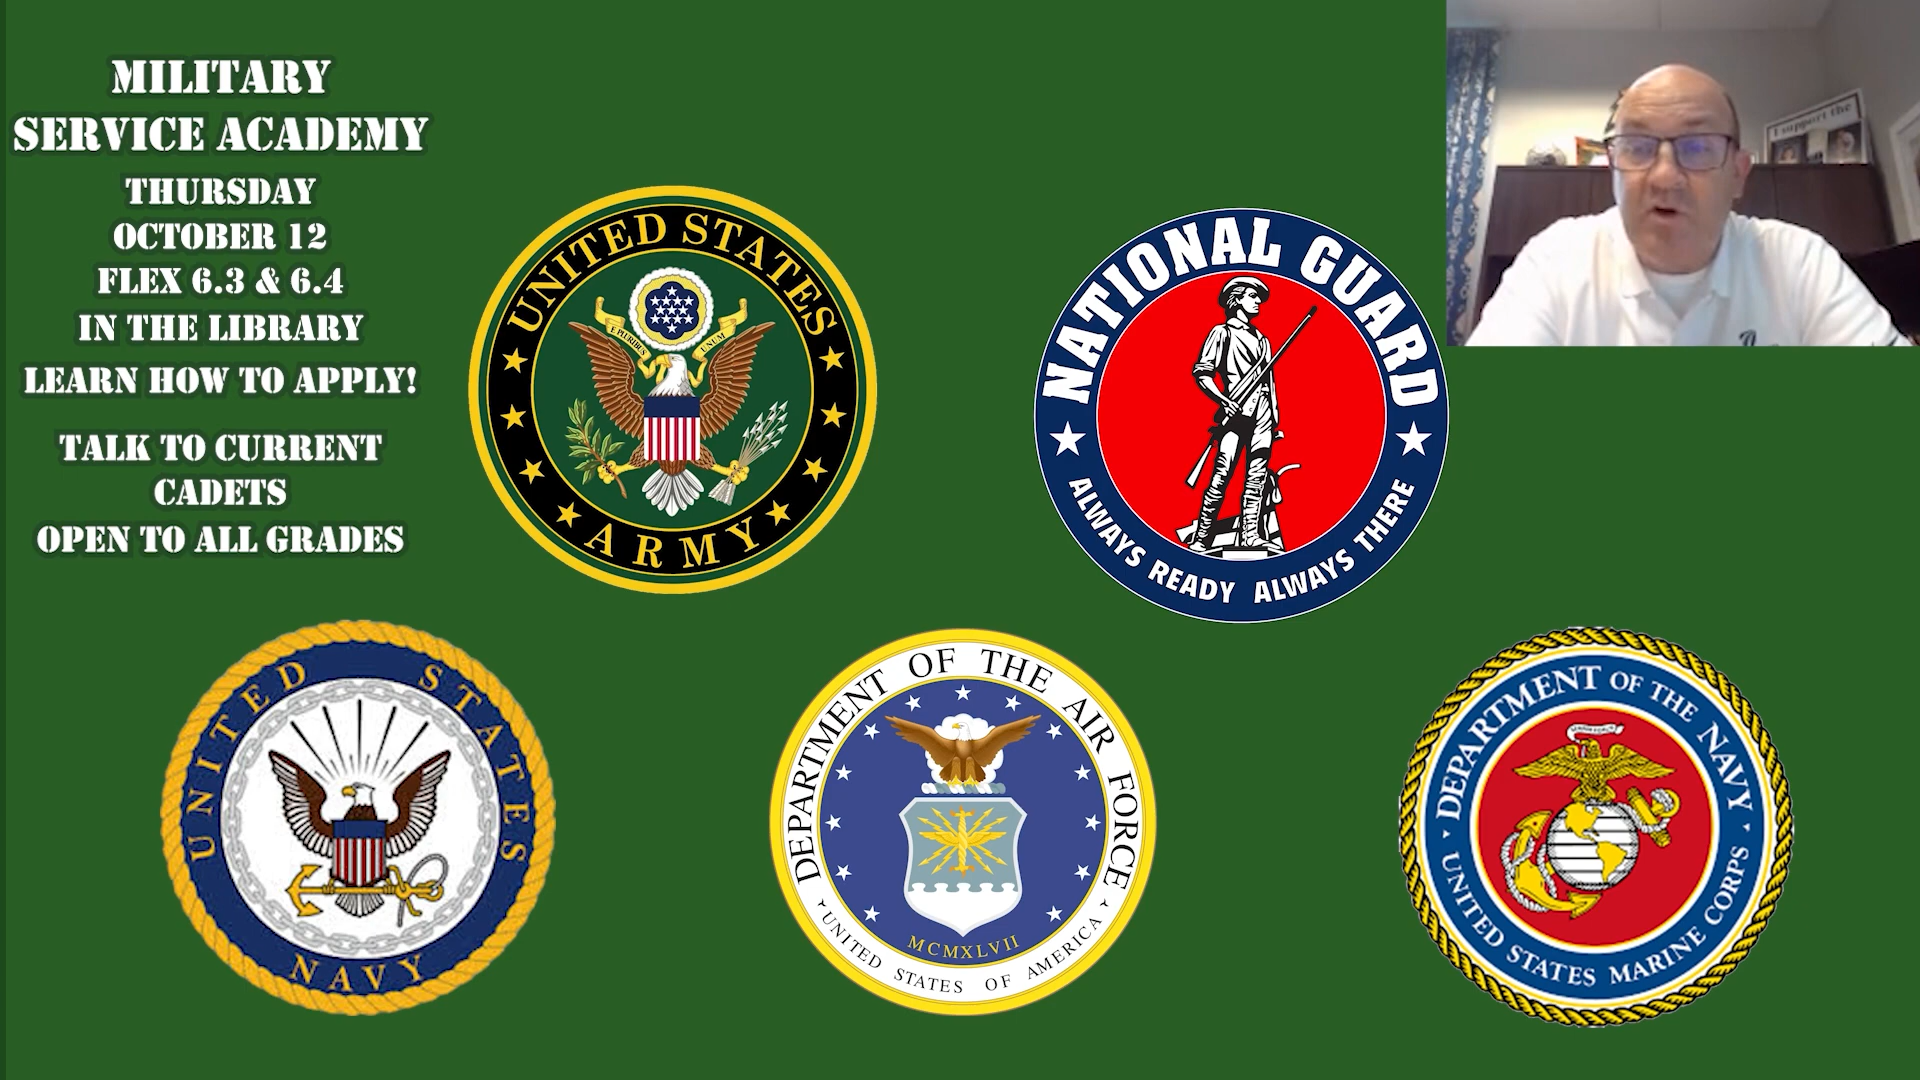 MILITARY
SERVICE ACADEMY
THURSDAY
OCTOBER 12
FLEX 6.3 & 6.4
IN THE LIBRARY
LEARN HOW TO APPLY!
TALK TO CURRENT
CADETS
OPEN TO ALL GRADES
UNITED STATES
E PLURIBUS
UNUM
ARMY
NATIONAL GUARD
ALWAYS READY ALWAYS THERE
I support the
UNITED STATES
NAVY
DEPARTMENT OF THE AIR FORCE
MCMXLVII
UNITED STATES OF AMERICA
DEPARTMENT OF THE NAVY
UNITED STATES MARINE CORPS